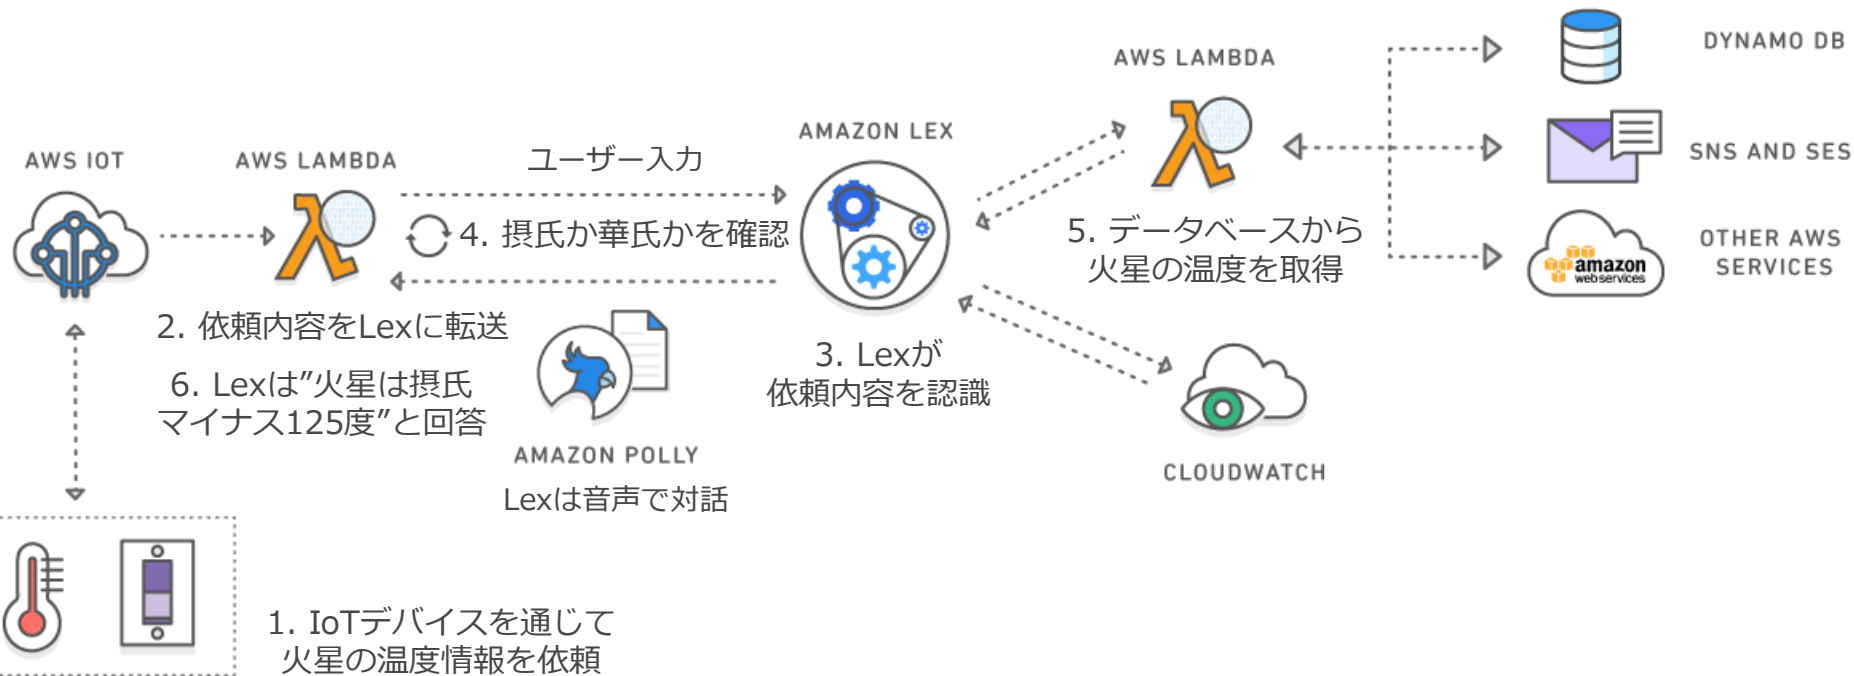 AWS LAMBDA
DYNAMO DB
AMAZON LEX
SNS AND SES
AWS IOT
AWS LAMBDA
ユーザー入力
4. 摂氏か華氏かを確認
5. データベースから
火星の温度を取得
OTHER AWS
SERVICES
amazon
webservices
2. 依頼内容をLexに転送
6. Lexは”火星は摂氏
マイナス125度”と回答
3. Lexが
依頼内容を認識
AMAZON POLLY
Lexは音声で対話
CLOUDWATCH
1. IoTデバイスを通じて
火星の温度情報を依頼